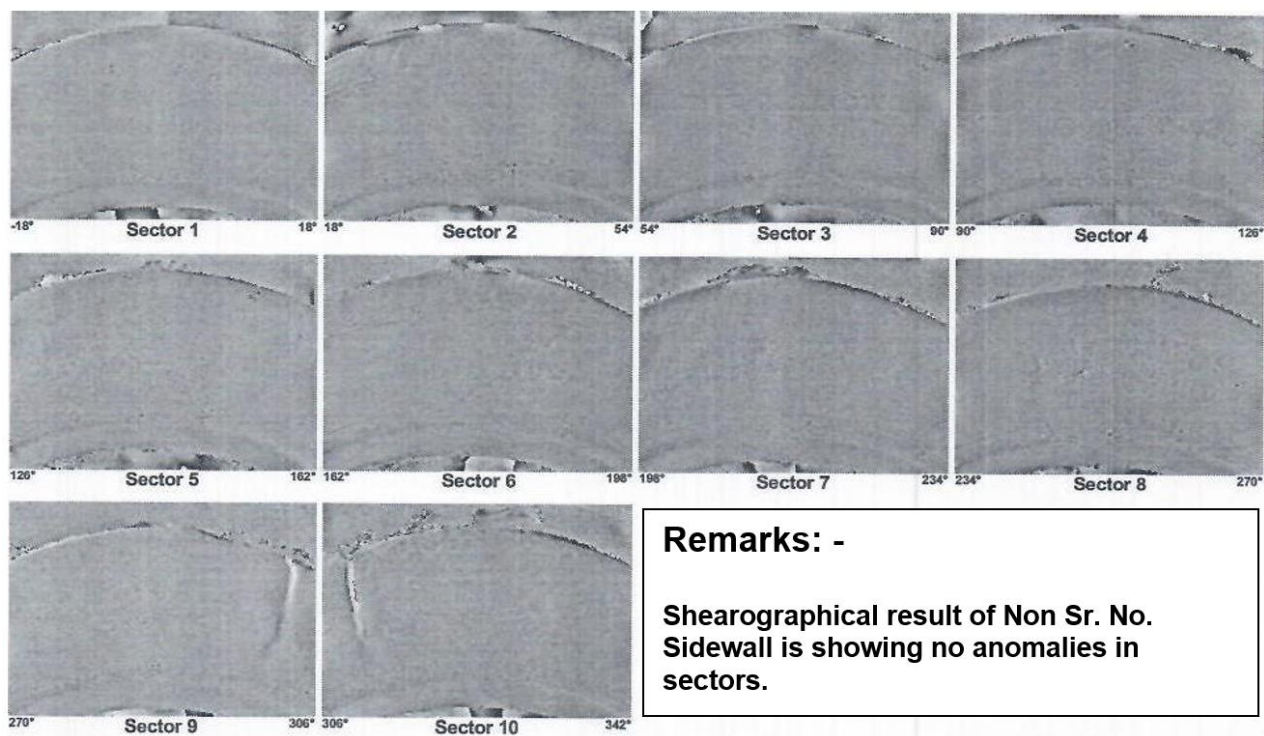 -18° Sector 1 18°
18° Sector 2 54°
54° Sector 3 90°
90° Sector 4 126°
126° Sector 5 162°
162° Sector 6 198°
198° Sector 7 234°
234° Sector 8 270°
270° Sector 9 306°
306° Sector 10 342°
Remarks: -
Shearographical result of Non Sr. No.
Sidewall is showing no anomalies in
sectors.